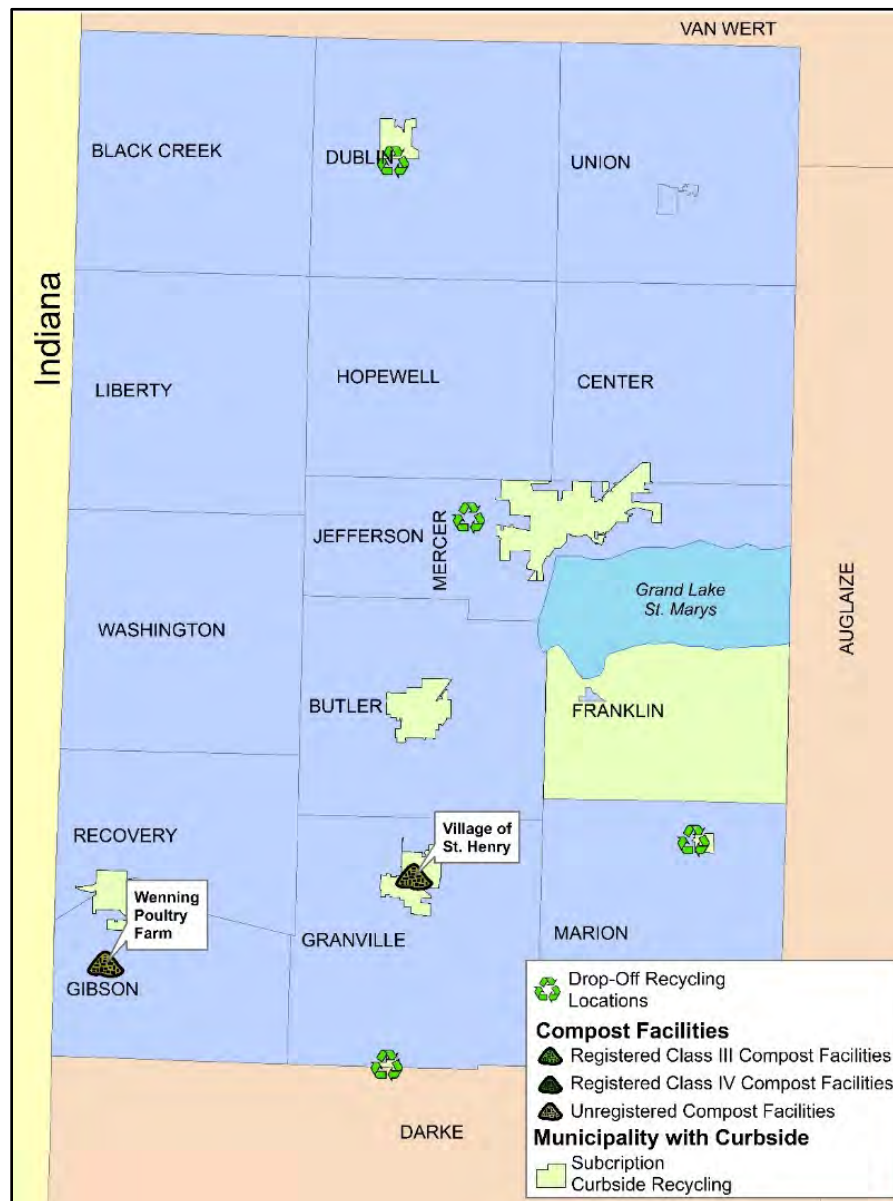 VAN WERT
BLACK CREEK
DUBLIN
UNION
Indiana
LIBERTY
HOPEWELL
CENTER
JEFFERSON
MERCER
Grand Lake
St. Marys
AUGLAIZE
WASHINGTON
BUTLER
FRANKLIN
RECOVERY
Village of
St. Henry
Wenning
Poultry
Farm
GRANVILLE
MARION
GIBSON
DARKE
Drop-Off Recycling
Locations
Compost Facilities
Registered Class III Compost Facilities
Registered Class IV Compost Facilities
Unregistered Compost Facilities
Municipality with Curbside
Subcription
Curbside Recycling